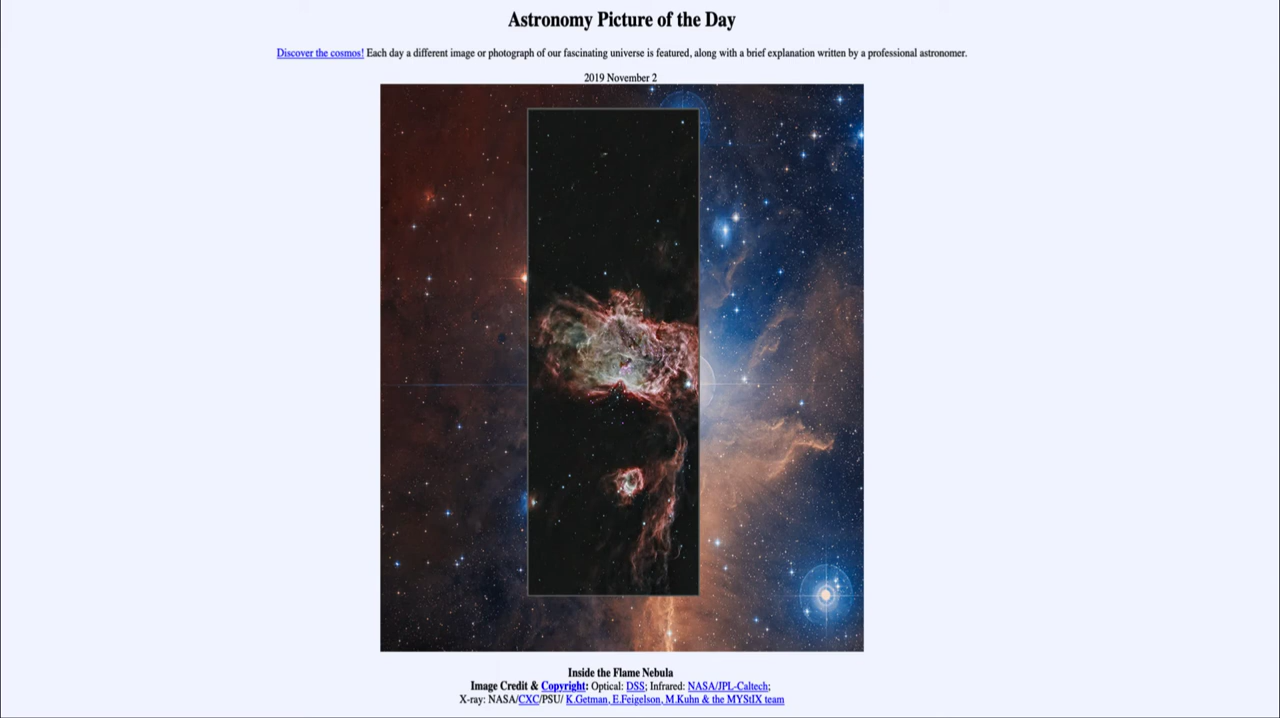 Astronomy Picture of the Day
Discover the cosmos! Each day a different image or photograph of our fascinating universe is featured, along with a brief explanation written by a professional astronomer.
2019 November 2
Inside the Flame Nebula
Image Credit & Copyright: Optical: DSS; Infrared: NASA/JPL-Caltech;
X-ray: NASA/CXC/PSU/ K.Getman, E.Feigelson, M.Kuhn & the MYStIX team